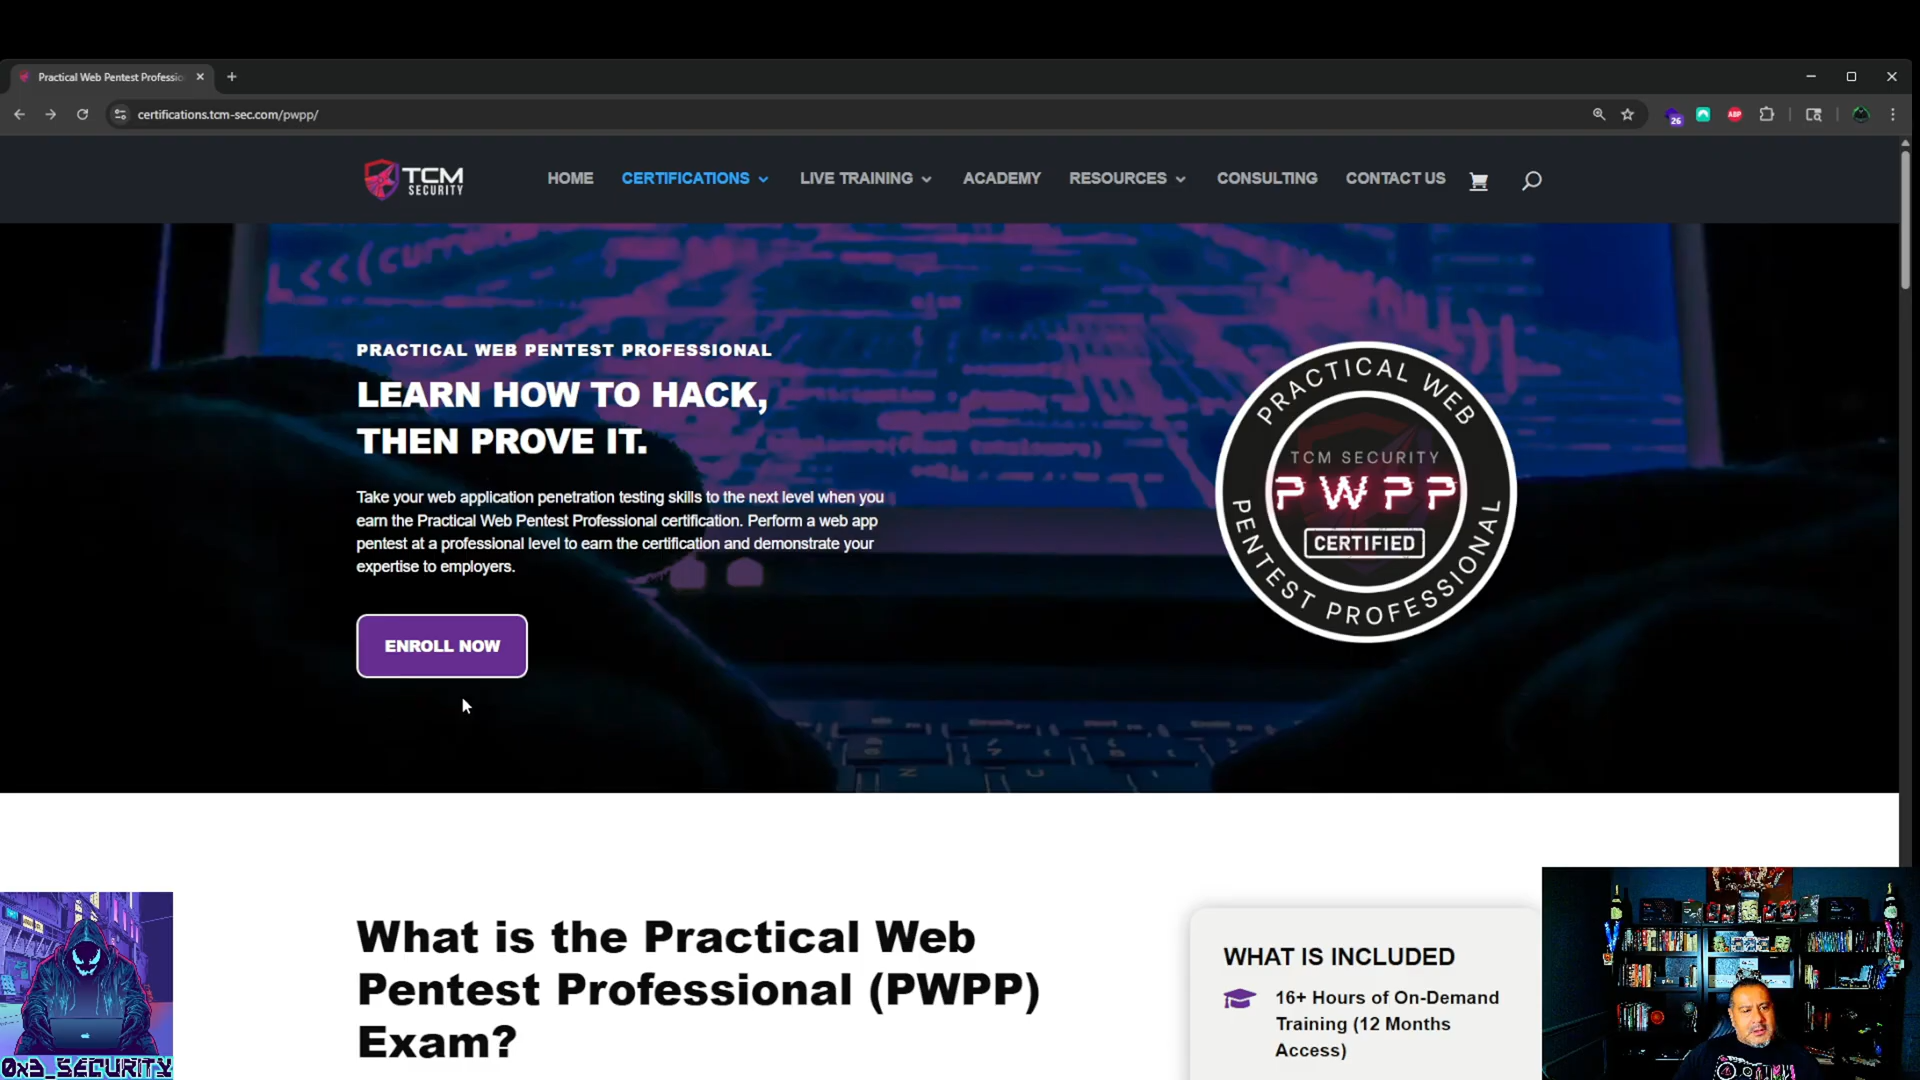 Practical Web Pentest Professio
certifications.tcm-sec.com/pwpp/
26
ABP
TCM
SECURITY
HOME
CERTIFICATIONS
LIVE TRAINING
ACADEMY
RESOURCES
CONSULTING
CONTACT US
PRACTICAL WEB PENTEST PROFESSIONAL
LEARN HOW TO HACK,
THEN PROVE IT.
Take your web application penetration testing skills to the next level when you
earn the Practical Web Pentest Professional certification. Perform a web app
pentest at a professional level to earn the certification and demonstrate your
expertise to employers.
ENROLL NOW
PRACTICAL WEB
TCM SECURITY
PWPP
CERTIFIED
PENTEST PROFESSIONAL
What is the Practical Web
Pentest Professional (PWPP)
Exam?
WHAT IS INCLUDED
16+ Hours of On-Demand
Training (12 Months
Access)
0x3_SECURITY